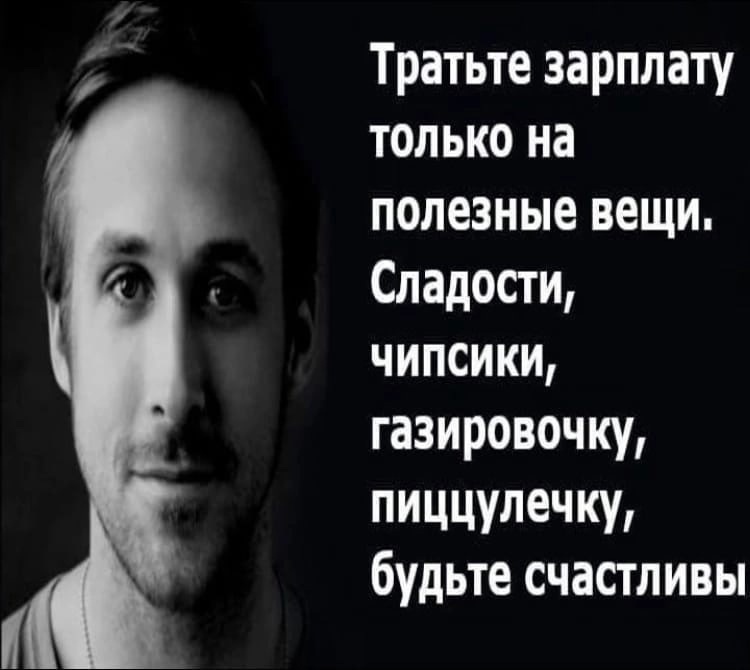 Тратьте зарплату
только на
полезные вещи.
Сладости,
чипсики,
газировочку,
пиццулечку,
будьте счастливы